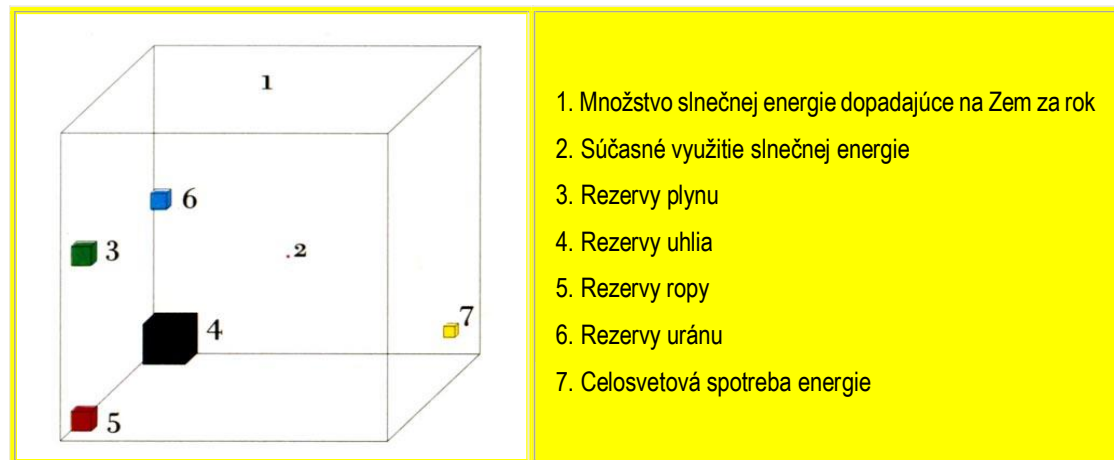 1
6
3
2
7
4
5
1. Množstvo slnečnej energie dopadajúce na Zem za rok
2. Súčasné využitie slnečnej energie
3. Rezervy plynu
4. Rezervy uhlia
5. Rezervy ropy
6. Rezervy uránu
7. Celosvetová spotreba energie